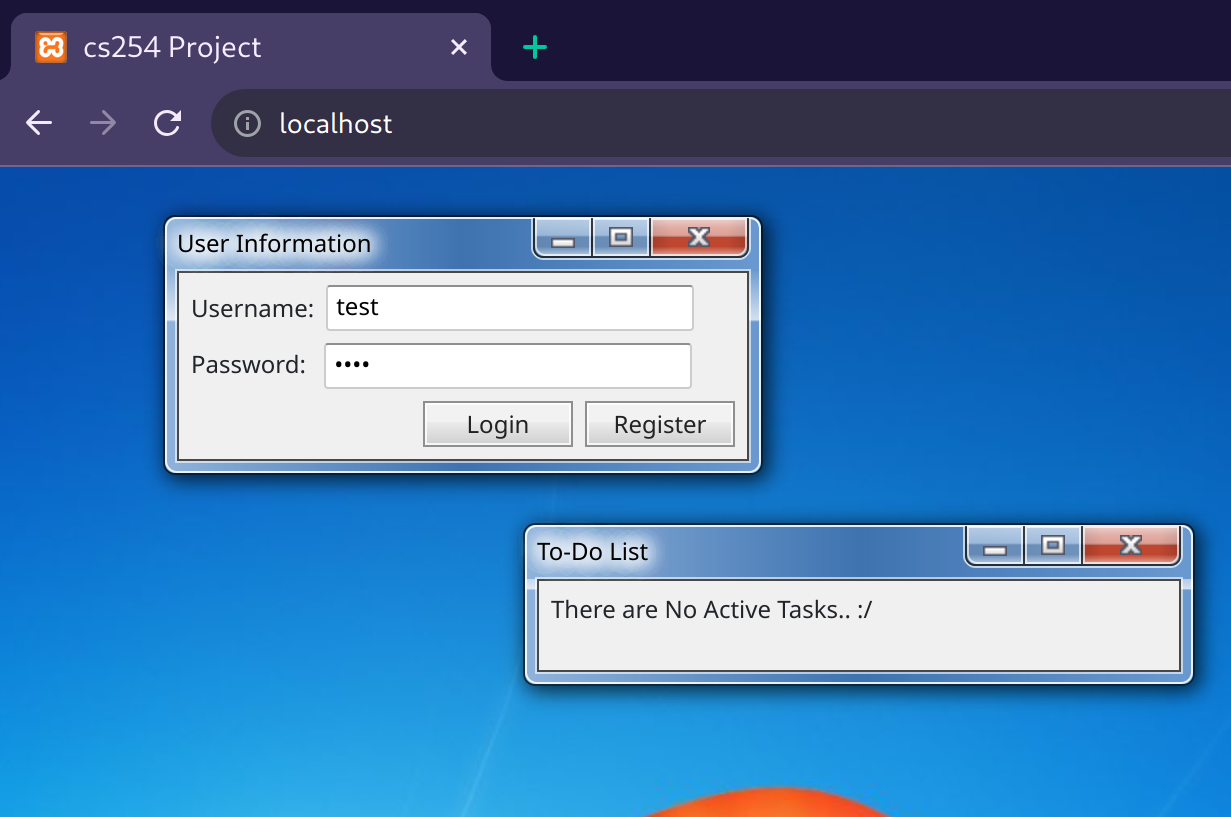 cs254 Project
localhost
User Information
Username: test
Password: ••••
Login Register
To-Do List
There are No Active Tasks.. :/